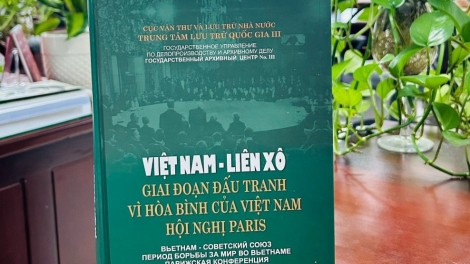 CỤC VĂN THƯ VÀ LƯU TRỮ NHÀ NƯỚC
TRUNG TÂM LƯU TRỮ QUỐC GIA III
ГОСУДАРСТВЕННОЕ УПРАВЛЕНИЕ
ПО ДЕЛОПРОИЗВОДСТВУ И АРХИВНОМУ ДЕЛУ
ГОСУДАРСТВЕННЫЙ АРХИВНЫЙ ЦЕНТР No. III
VIỆT NAM - LIÊN XÔ
GIAI ĐOẠN ĐẤU TRANH
VÌ HÒA BÌNH CỦA VIỆT NAM
HỘI NGHỊ PARIS
ВЬЕТНАМ - СОВЕТСКИЙ СОЮЗ
ПЕРИОД БОРЬБЫ ЗА МИР ВО ВЬЕТНАМЕ
ПАРИЖСКАЯ КОНФЕРЕНЦИЯ